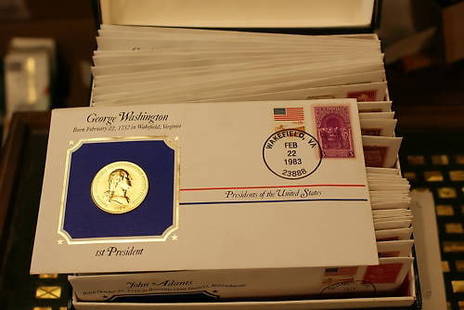 George Washington
Born February 22, 1732 in Wakefield, Virginia
WAKEFIELD, VA
FEB
22
1983
23888
Presidents of the United States
1st President
John Adams